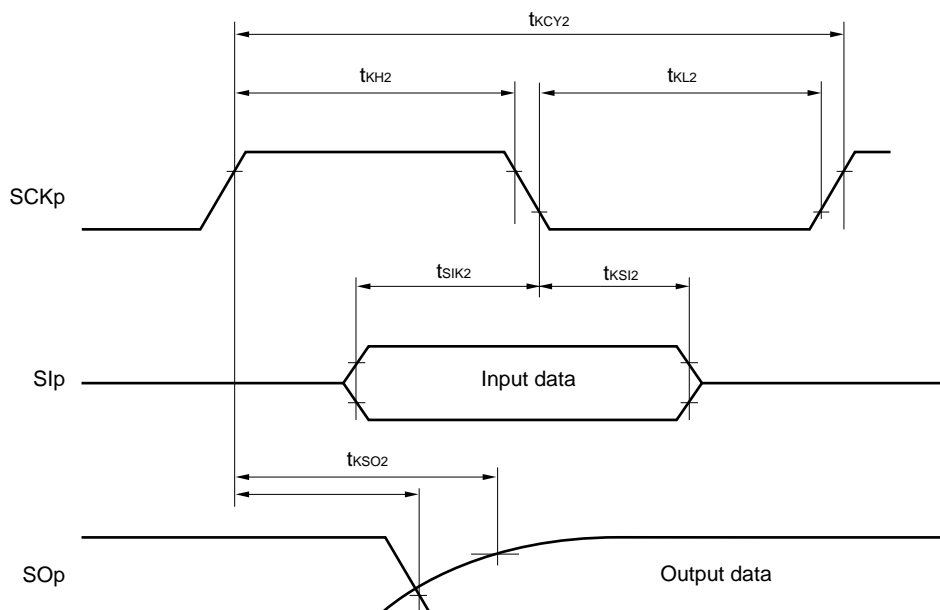 tKCY2
tKH2
tKL2
SCKp
tSIK2
tKSI2
SIp
Input data
tKSO2
SOp
Output data